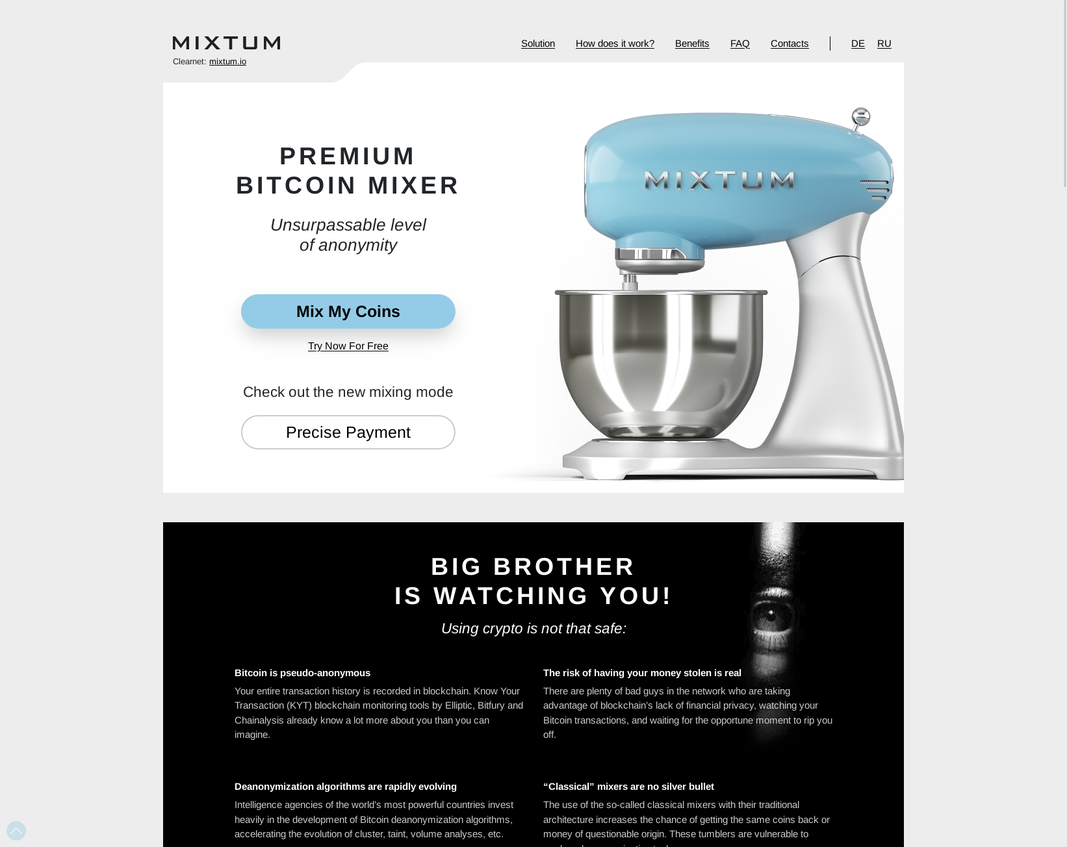 MIXTUM
Clearnet: mixtum.io
Solution How does it work? Benefits FAQ Contacts DE RU
PREMIUM
BITCOIN MIXER
Unsurpassable level
of anonymity
Mix My Coins
Try Now For Free
Check out the new mixing mode
Precise Payment
MIXTUM
BIG BROTHER
IS WATCHING YOU!
Using crypto is not that safe:
Bitcoin is pseudo-anonymous
Your entire transaction history is recorded in blockchain. Know Your
Transaction (KYT) blockchain monitoring tools by Elliptic, Bitfury and
Chainalysis already know a lot more about you than you can
imagine.
The risk of having your money stolen is real
There are plenty of bad guys in the network who are taking
advantage of blockchain's lack of financial privacy, watching your
Bitcoin transactions, and waiting for the opportune moment to rip you
off.
Deanonymization algorithms are rapidly evolving
Intelligence agencies of the world's most powerful countries invest
heavily in the development of Bitcoin deanonymization algorithms,
accelerating the evolution of cluster, taint, volume analyses, etc.
“Classical” mixers are no silver bullet
The use of the so-called classical mixers with their traditional
architecture increases the chance of getting the same coins back or
money of questionable origin. These tumblers are vulnerable to